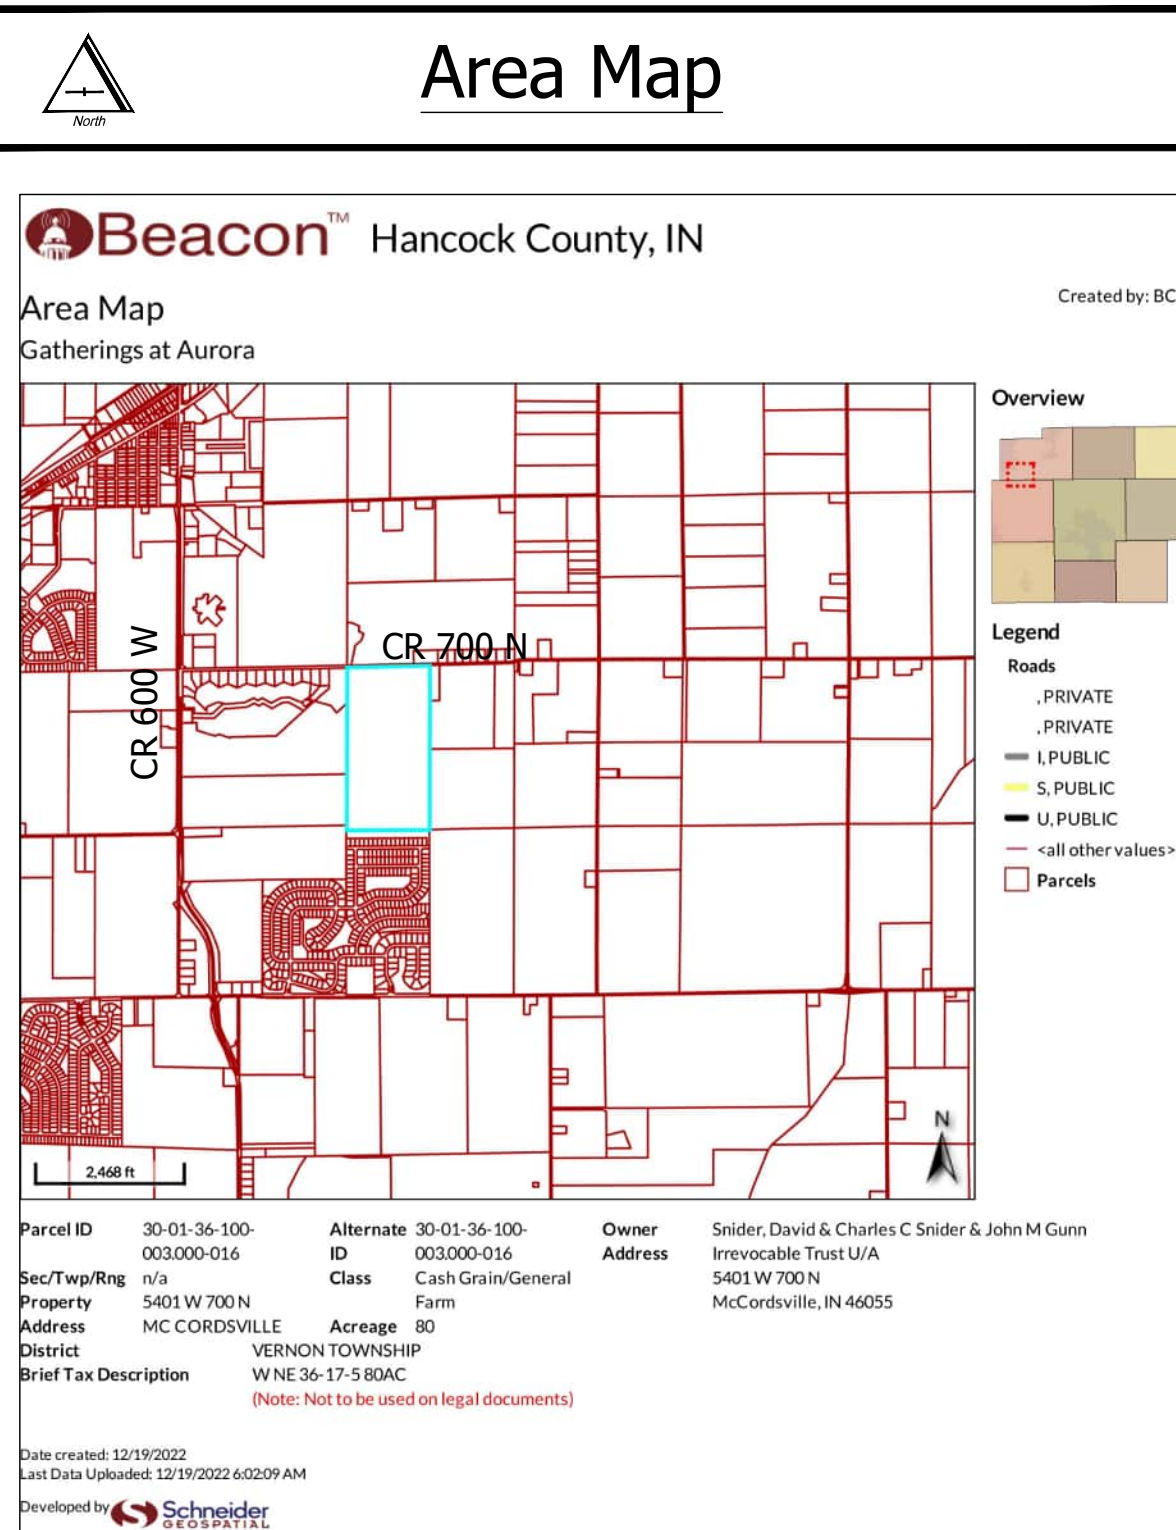 Area Map
North
Beacon™ Hancock County, IN
Area Map
Created by: BC
Gatherings at Aurora
Overview
CR 600 W
CR 700 N
Legend
Roads
, PRIVATE
, PRIVATE
I, PUBLIC
S, PUBLIC
U, PUBLIC
<all other values>
Parcels
N
2,468 ft
Parcel ID 30-01-36-100- Alternate 30-01-36-100- Owner Snider, David & Charles C Snider & John M Gunn
003.000-016 ID 003.000-016 Address Irrevocable Trust U/A
Sec/Twp/Rng n/a Class Cash Grain/General 5401 W 700 N
Property 5401 W 700 N Farm McCordsville, IN 46055
Address MC CORDSVILLE Acreage 80
District VERNON TOWNSHIP
Brief Tax Description W NE 36-17-5 80AC
(Note: Not to be used on legal documents)
Date created: 12/19/2022
Last Data Uploaded: 12/19/2022 6:02:09 AM
Developed by Schneider
GEOSPATIAL